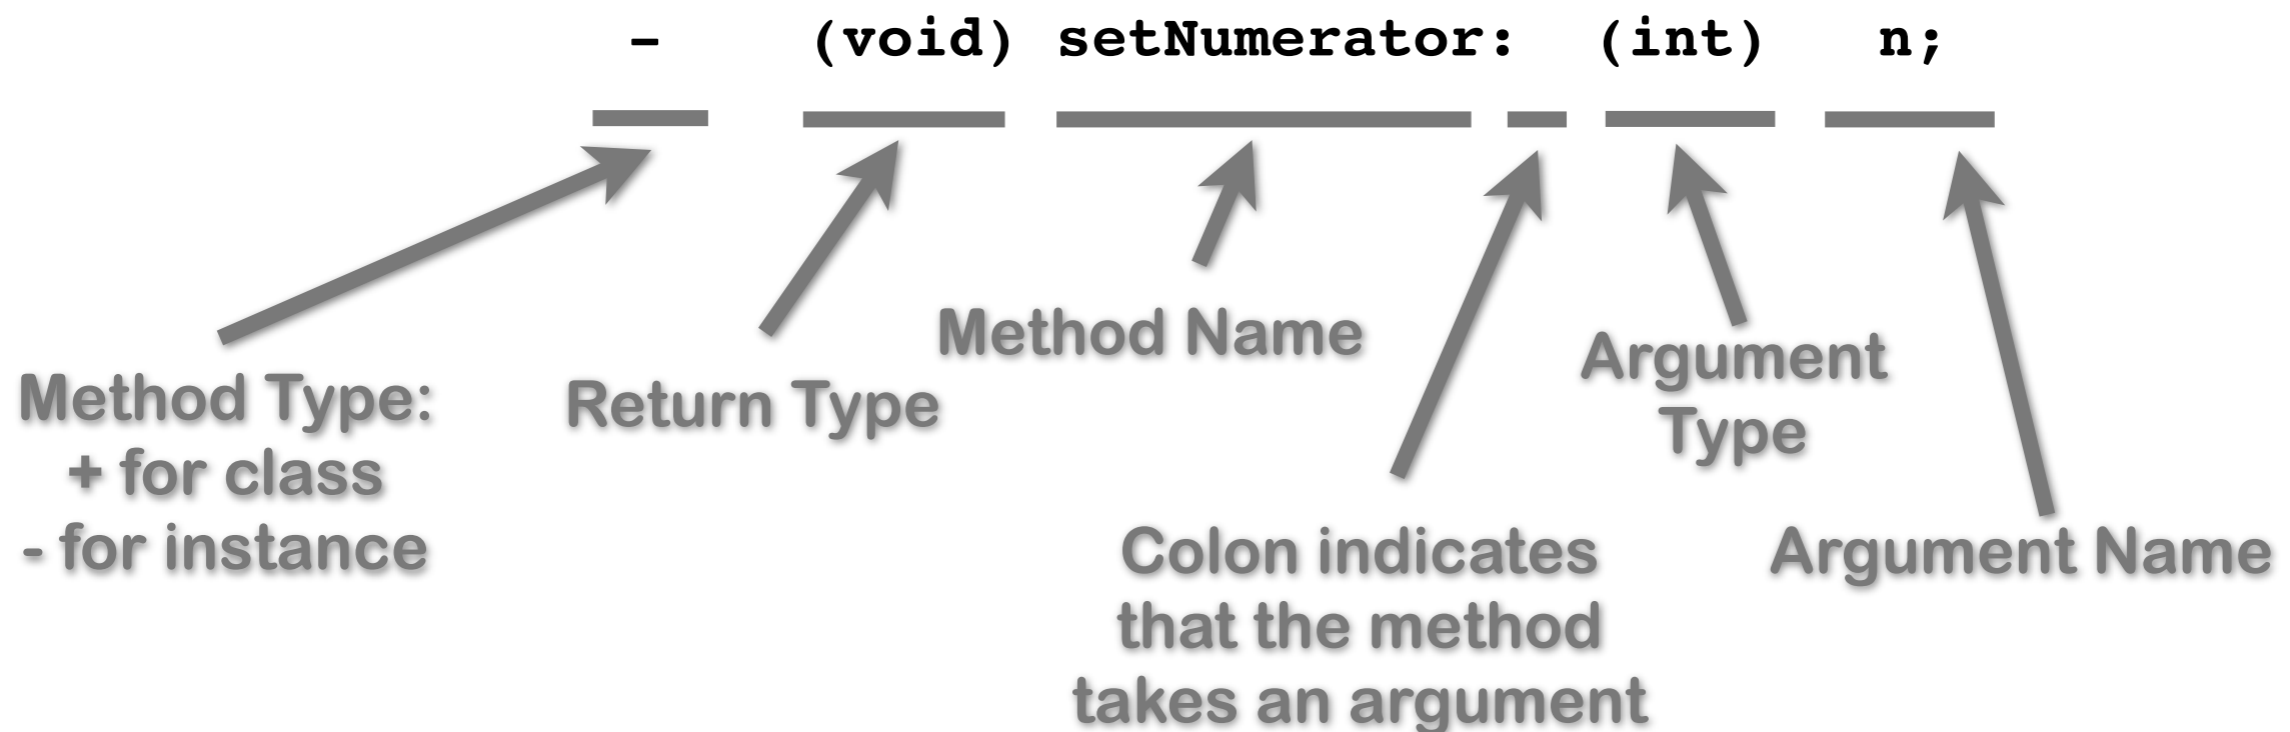 - (void) setNumerator: (int) n;
Method Type:
+ for class
- for instance
Return Type
Method Name
Colon indicates
that the method
takes an argument
Argument
Type
Argument Name